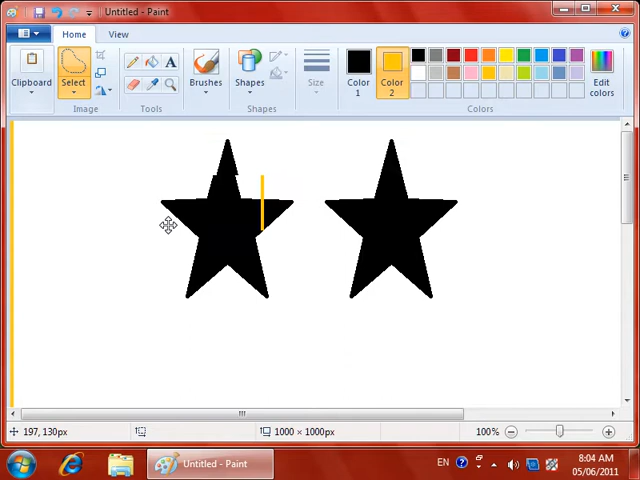 Untitled - Paint
Home View
Clipboard
Select
Image
A
Tools
Brushes
Shapes
Shapes
Size
Color 1
Color 2
Edit colors
Colors
197, 130px
1000 × 1000px
100%
Untitled - Paint
EN
8:04 AM
05/06/2011